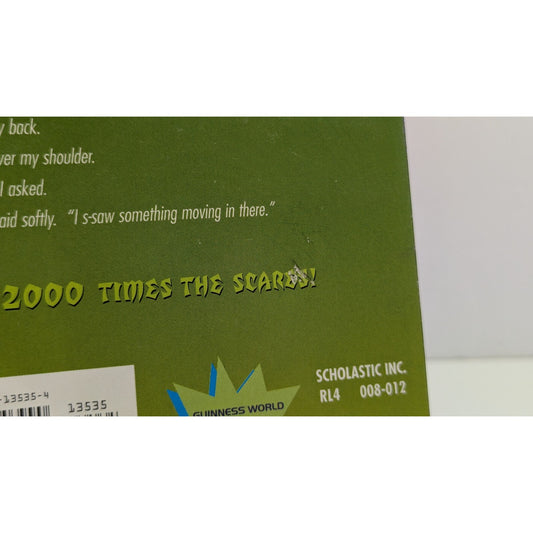 y back.
ver my shoulder.
I asked.
aid softly. "I s-saw something moving in there."
2000 TIMES THE SCARES!
-13535-4
13535
GUINNESS WORLD
SCHOLASTIC INC.
RL4 008-012